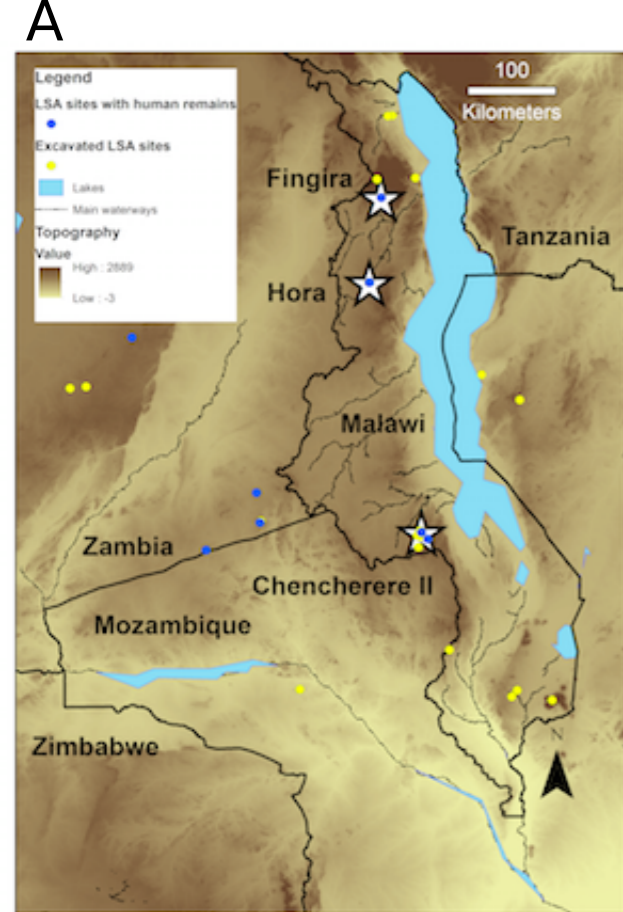 A
Legend
LSA sites with human remains
Excavated LSA sites
Lakes
Main waterways
Topography
Value
High : 2889
Low : -3
100
Kilometers
Fingira
Tanzania
Hora
Malawi
Zambia
Chencherere II
Mozambique
N
Zimbabwe